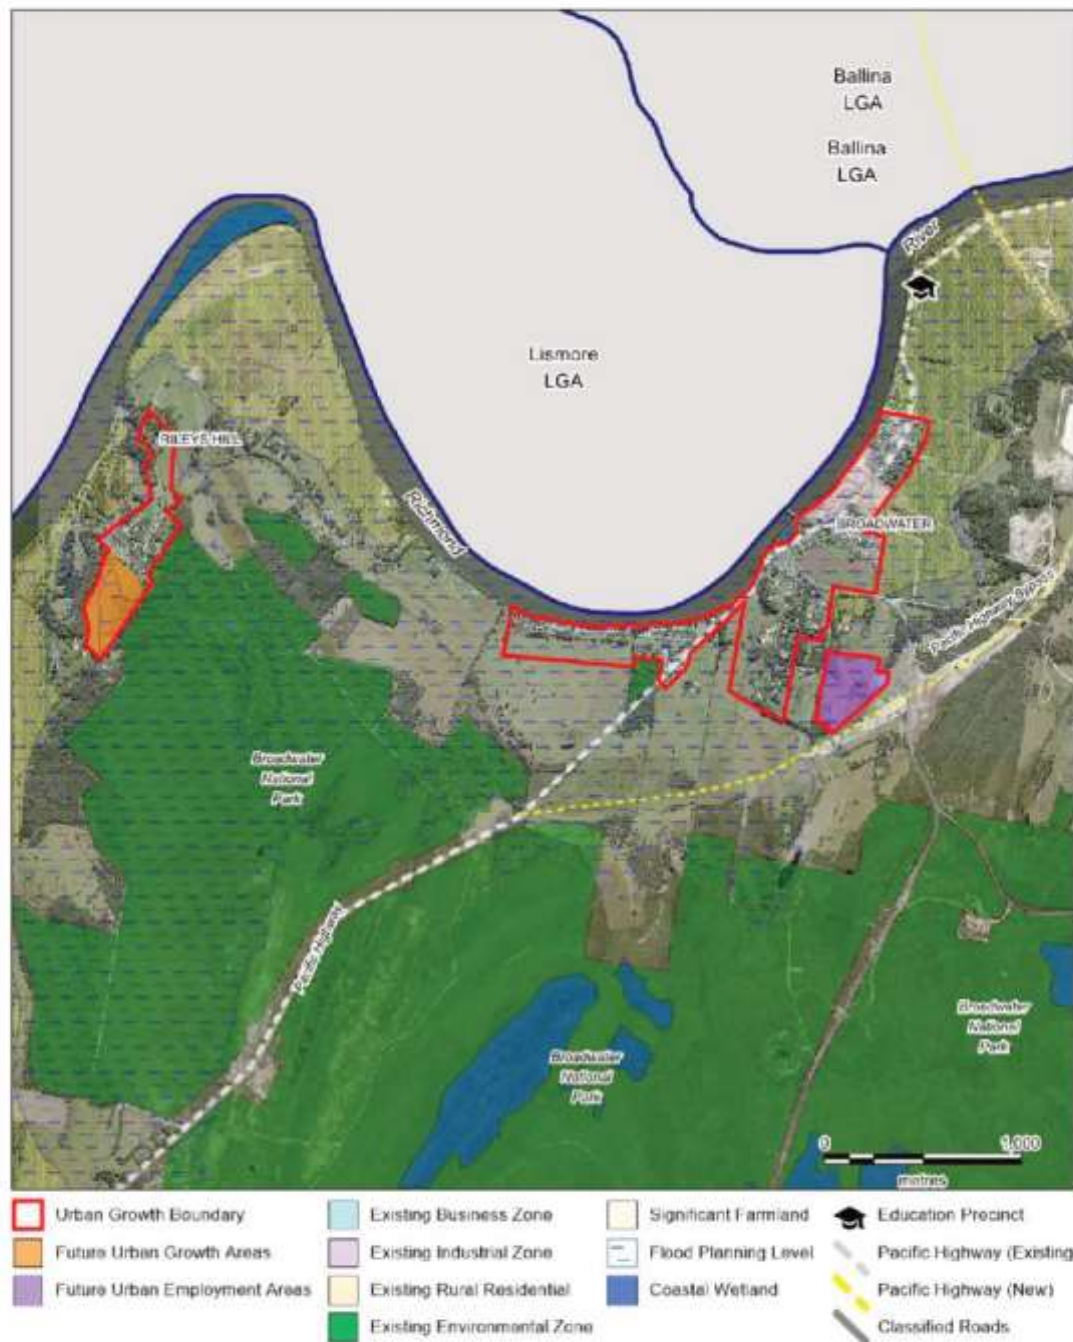 Ballina
LGA
Ballina
LGA
River
Lismore
LGA
RILEYS HILL
Richmond
BROADWATER
Pacific Highway Bypass
Broadwater
National
Park
Pacific Highway
Broadwater
National
Park
Broadwater
National
Park
0 1,000
metres
Urban Growth Boundary
Existing Business Zone
Significant Farmland
Education Precinct
Future Urban Growth Areas
Existing Industrial Zone
Flood Planning Level
Pacific Highway (Existing
Future Urban Employment Areas
Existing Rural Residential
Coastal Wetland
Pacific Highway (New)
Existing Environmental Zone
Classified Roads